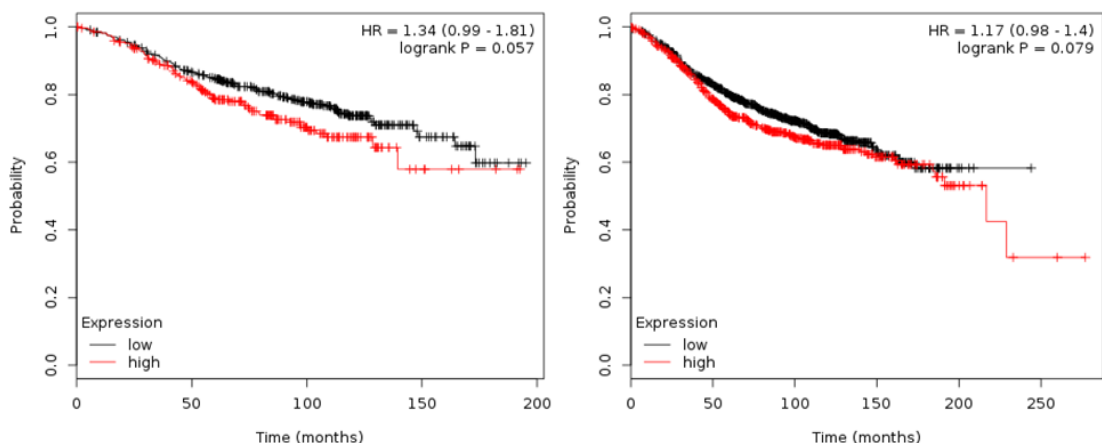 HR = 1.34 (0.99 - 1.81)
logrank P = 0.057
Probability
0.0
0.2
0.4
0.6
0.8
1.0
Expression
low
high
0
50
100
150
200
Time (months)
HR = 1.17 (0.98 - 1.4)
logrank P = 0.079
Probability
0.0
0.2
0.4
0.6
0.8
1.0
Expression
low
high
0
50
100
150
200
250
Time (months)